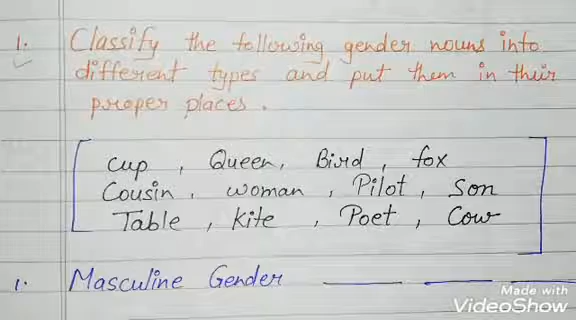 1. Classify the following gender nouns into
different types and put them in their
proper places.
cup, Queen, Bird, fox
Cousin, woman, Pilot, Son
Table, Kite, Poet, Cow
1. Masculine Gender
Made with
VideoShow